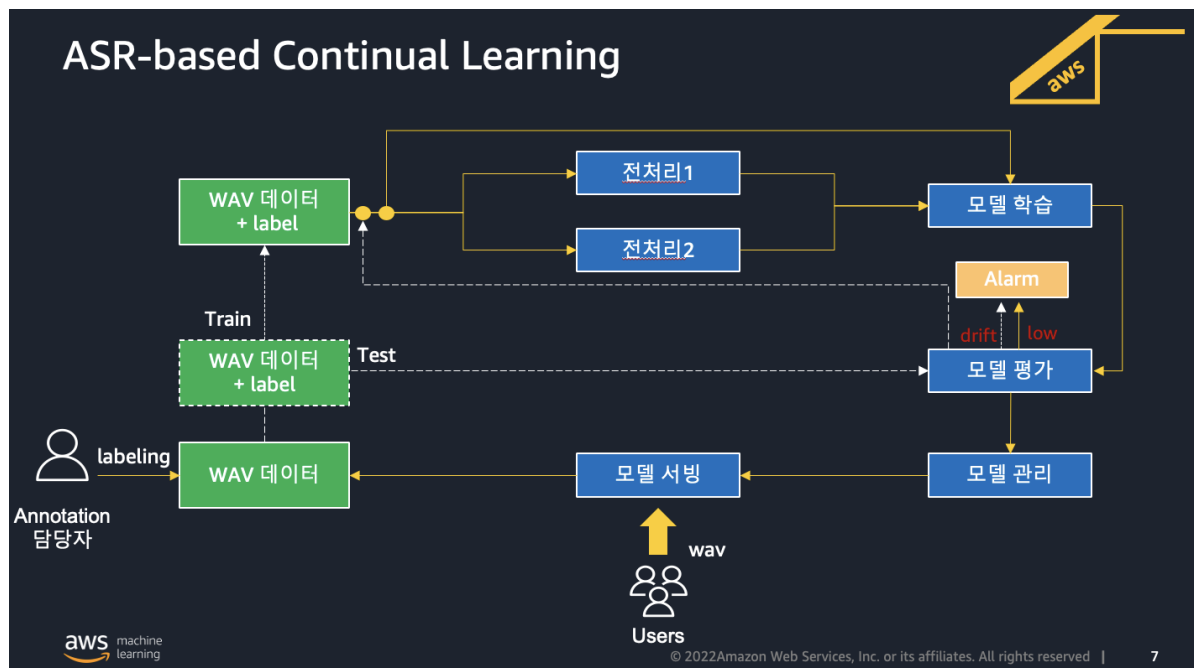 ASR-based Continual Learning
aws
WAV 데이터
+ label
전처리1
전처리2
모델 학습
Alarm
drift
low
Train
WAV 데이터
+ label
Test
모델 평가
labeling
WAV 데이터
모델 서빙
모델 관리
Annotation
담당자
wav
Users
aws
machine
learning
© 2022Amazon Web Services, Inc. or its affiliates. All rights reserved |
7